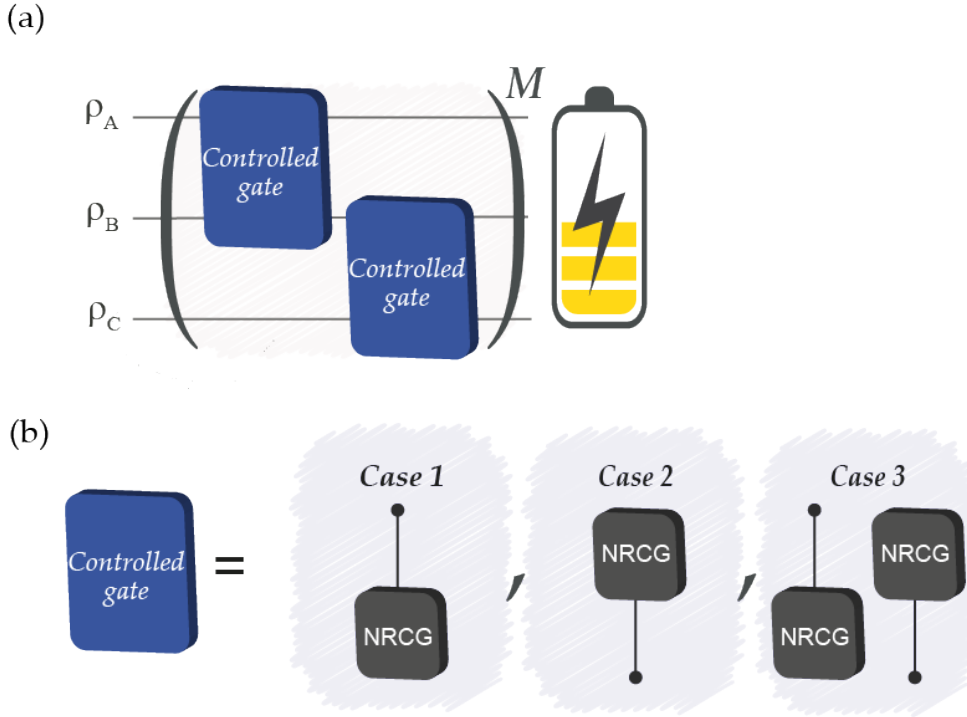 (a)
M
ρA
Controlled
gate
ρB
Controlled
gate
ρC
(b)
Case 1
Case 2
Case 3
Controlled
gate
=
NRCG
,
NRCG
,
NRCG
NRCG